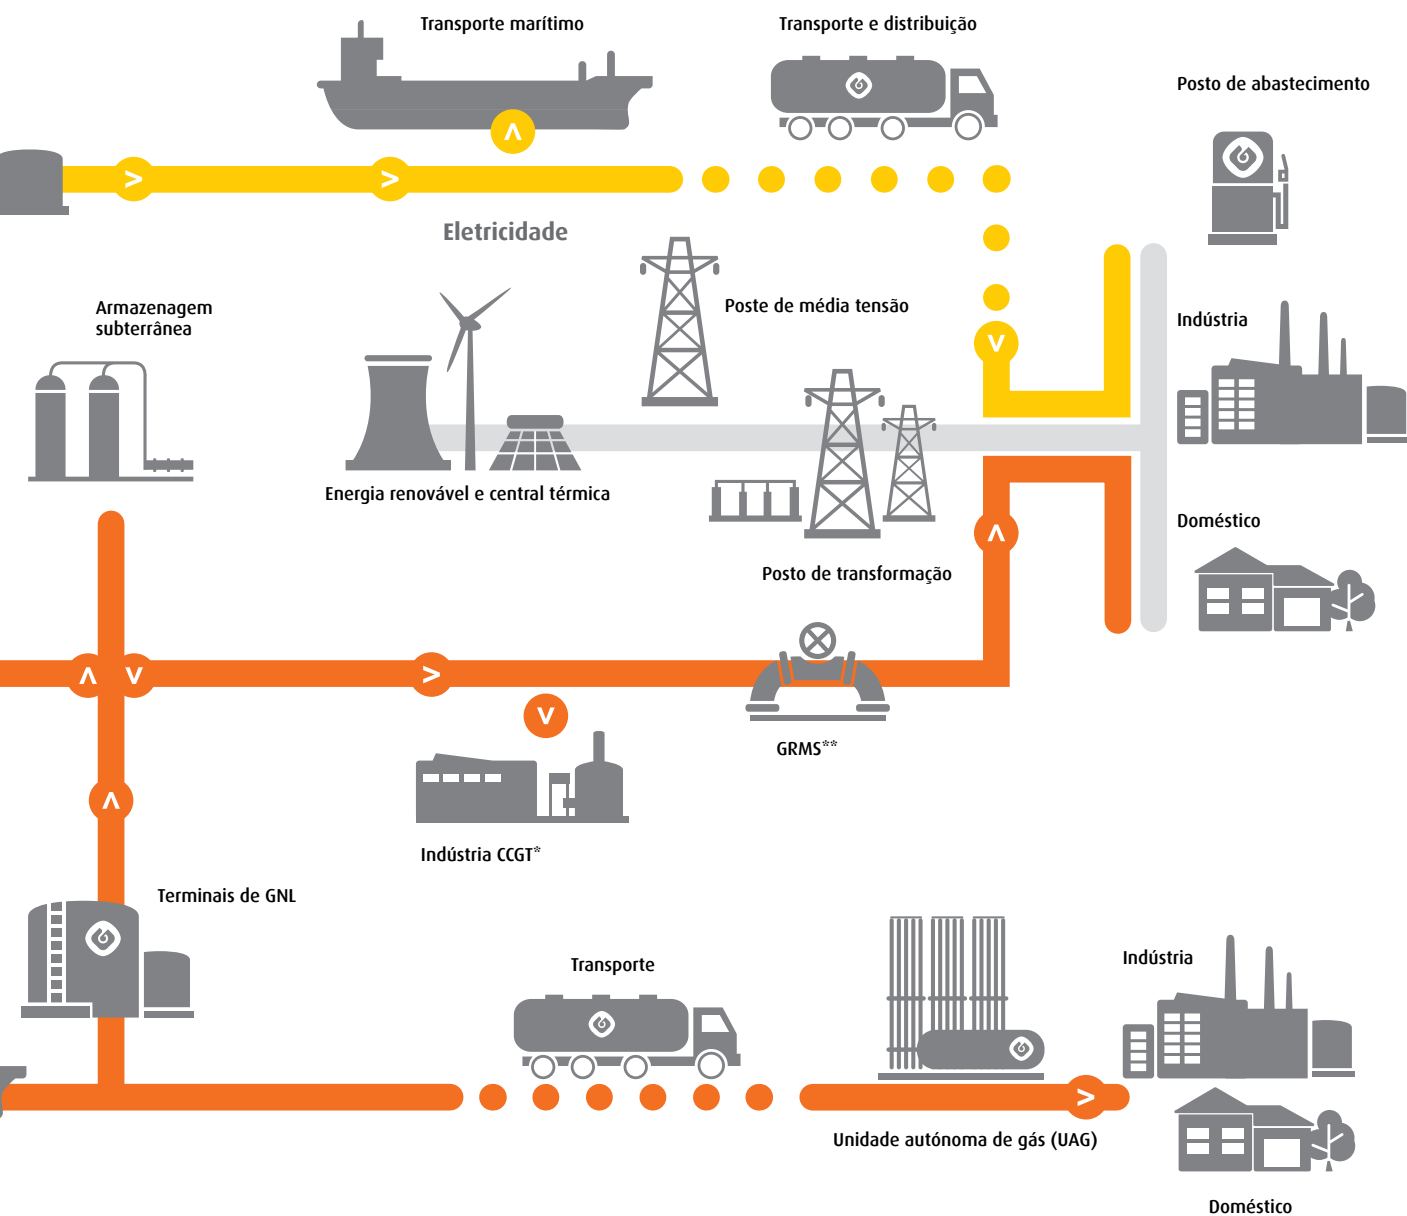 Transporte marítimo
Transporte e distribuição
Posto de abastecimento
Eletricidade
Armazenagem
subterrânea
Poste de média tensão
Indústria
Energia renovável e central térmica
Doméstico
Posto de transformação
GRMS**
Indústria CCGT*
Terminais de GNL
Transporte
Indústria
Unidade autónoma de gás (UAG)
Doméstico